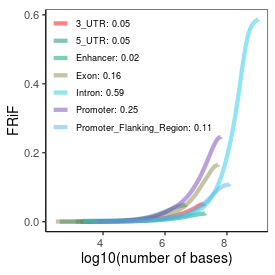 0.6
0.4
0.2
0.0
FRiF
3_UTR: 0.05
5_UTR: 0.05
Enhancer: 0.02
Exon: 0.16
Intron: 0.59
Promoter: 0.25
Promoter_Flanking_Region: 0.11
4 6 8
log10(number of bases)